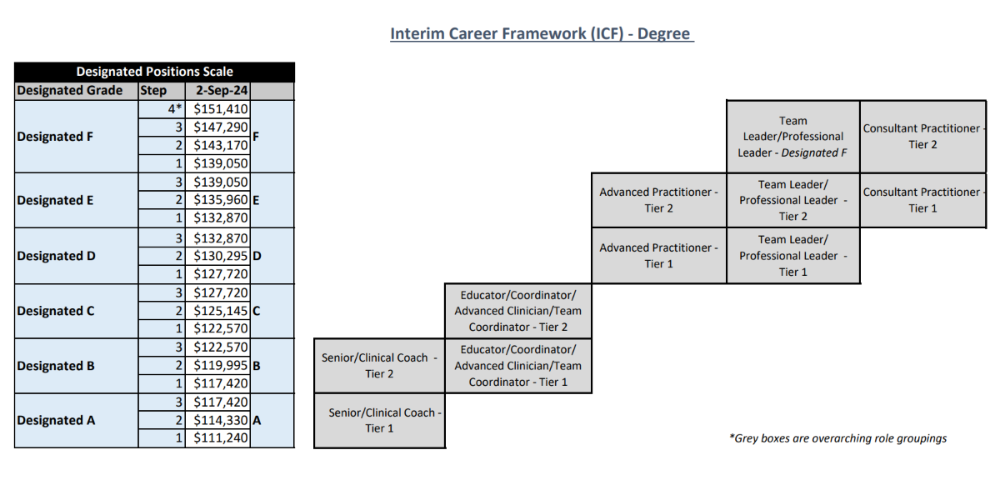 Interim Career Framework (ICF) - Degree
Designated Positions Scale
Designated Grade Step 2-Sep-24
Designated F
4* $151,410
3 $147,290
2 $143,170
1 $139,050
F
Designated E
3 $139,050
2 $135,960
1 $132,870
E
Designated D
3 $132,870
2 $130,295
1 $127,720
D
Designated C
3 $127,720
2 $125,145
1 $122,570
C
Designated B
3 $122,570
2 $119,995
1 $117,420
B
Designated A
3 $117,420
2 $114,330
1 $111,240
A
Team
Leader/Professional
Leader - Designated F
Consultant Practitioner -
Tier 2
Advanced Practitioner -
Tier 2
Team Leader/
Professional Leader -
Tier 2
Consultant Practitioner -
Tier 1
Advanced Practitioner -
Tier 1
Team Leader/
Professional Leader -
Tier 1
Educator/Coordinator/
Advanced Clinician/Team
Coordinator - Tier 2
Senior/Clinical Coach -
Tier 2
Educator/Coordinator/
Advanced Clinician/Team
Coordinator - Tier 1
Senior/Clinical Coach -
Tier 1
*Grey boxes are overarching role groupings